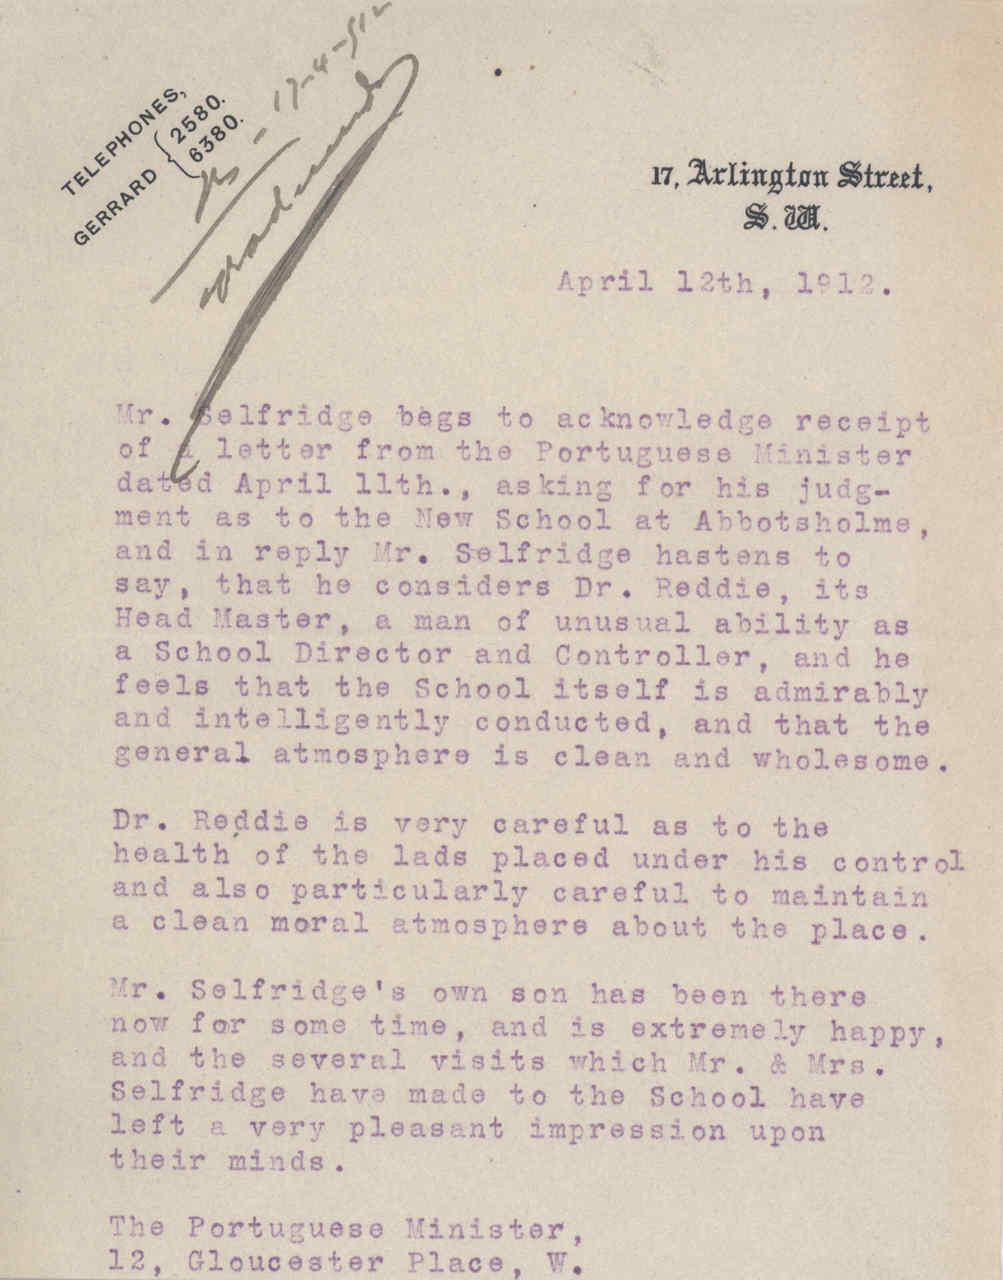 TELEPHONES,
GERRARD { 2580.
6380.
17-4-912
17, Arlington Street,
S.W.
April 12th, 1912.
Mr. Selfridge begs to acknowledge receipt
of a letter from the Portuguese Minister
dated April 11th., asking for his judg-
ment as to the New School at Abbotsholme,
and in reply Mr. Selfridge hastens to
say, that he considers Dr. Reddie, its
Head Master, a man of unusual ability as
a School Director and Controller, and he
feels that the School itself is admirably
and intelligently conducted, and that the
general atmosphere is clean and wholesome.
Dr. Reddie is very careful as to the
health of the lads placed under his control
and also particularly careful to maintain
a clean moral atmosphere about the place.
Mr. Selfridge's own son has been there
now for some time, and is extremely happy,
and the several visits which Mr. & Mrs.
Selfridge have made to the School have
left a very pleasant impression upon
their minds.
The Portuguese Minister,
12, Gloucester Place, W.